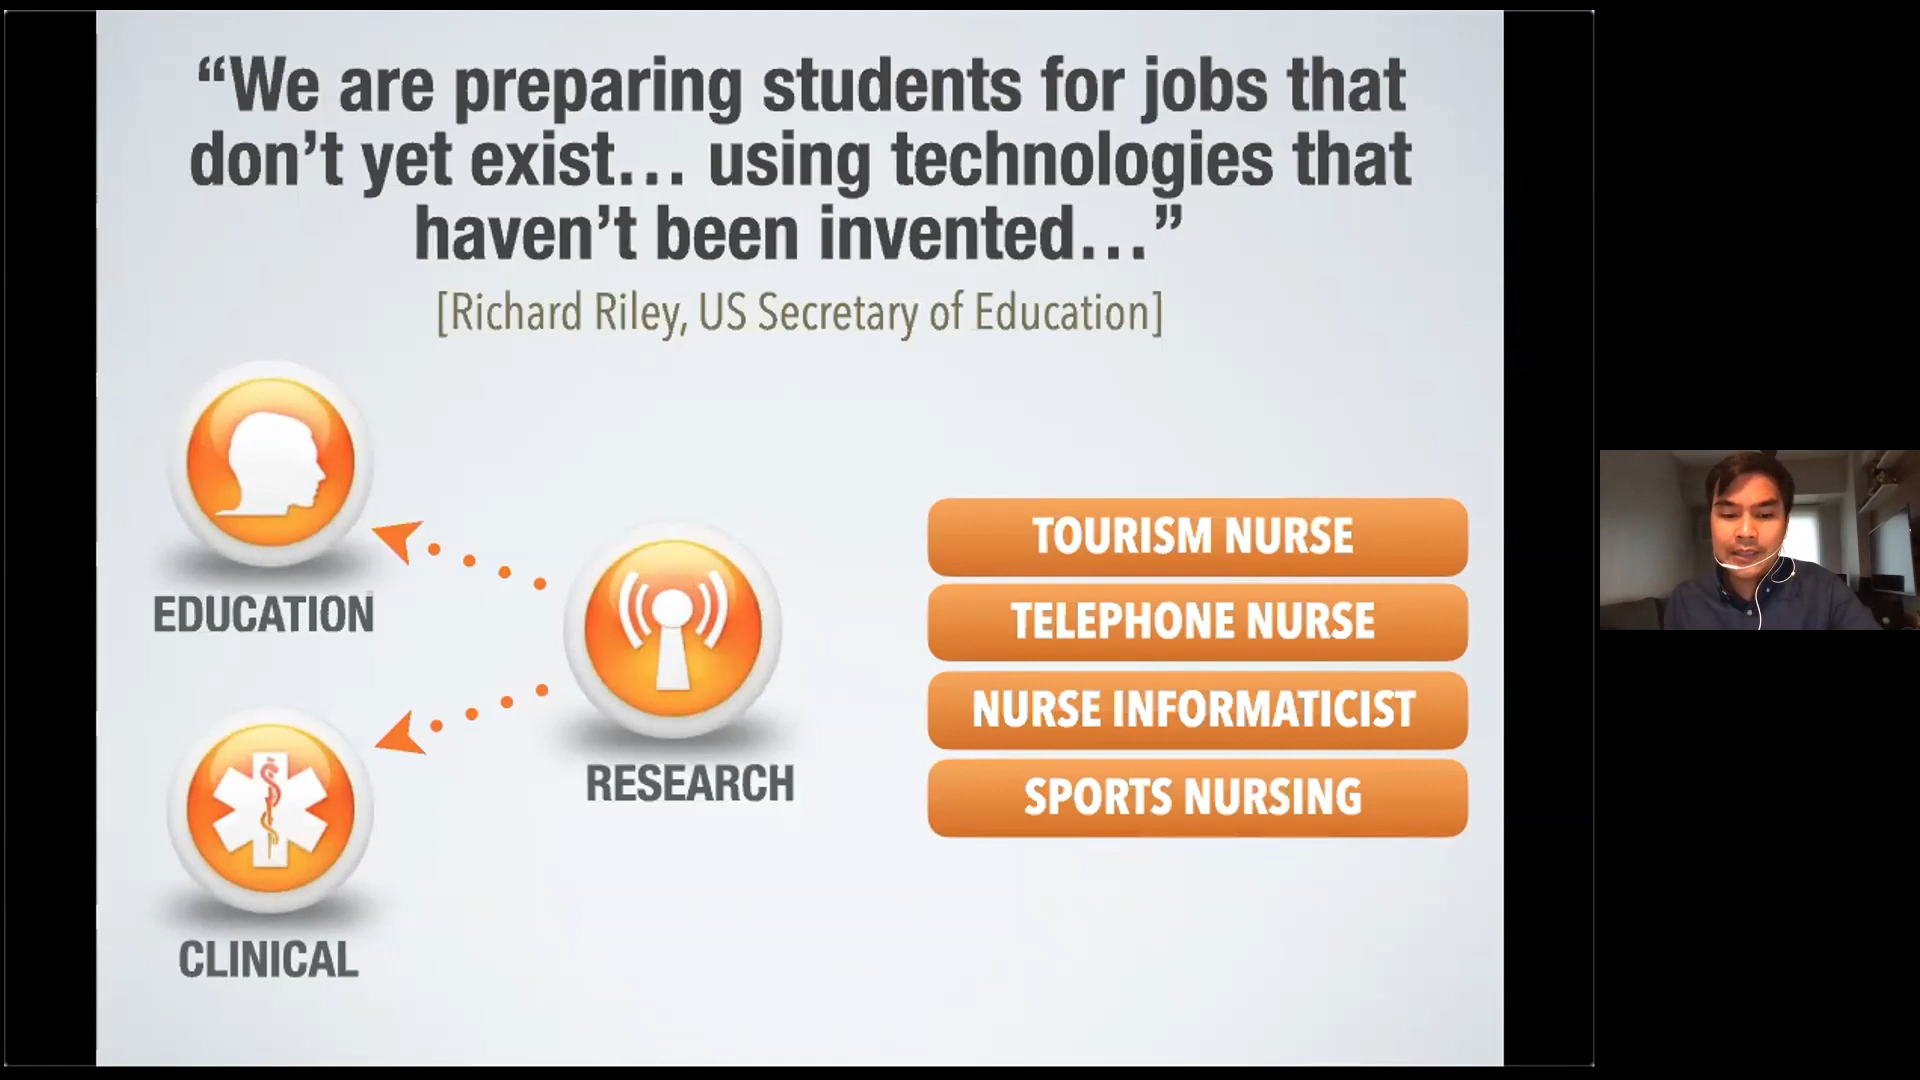 “We are preparing students for jobs that
don’t yet exist… using technologies that
haven’t been invented…”
[Richard Riley, US Secretary of Education]
EDUCATION
RESEARCH
CLINICAL
TOURISM NURSE
TELEPHONE NURSE
NURSE INFORMATICIST
SPORTS NURSING